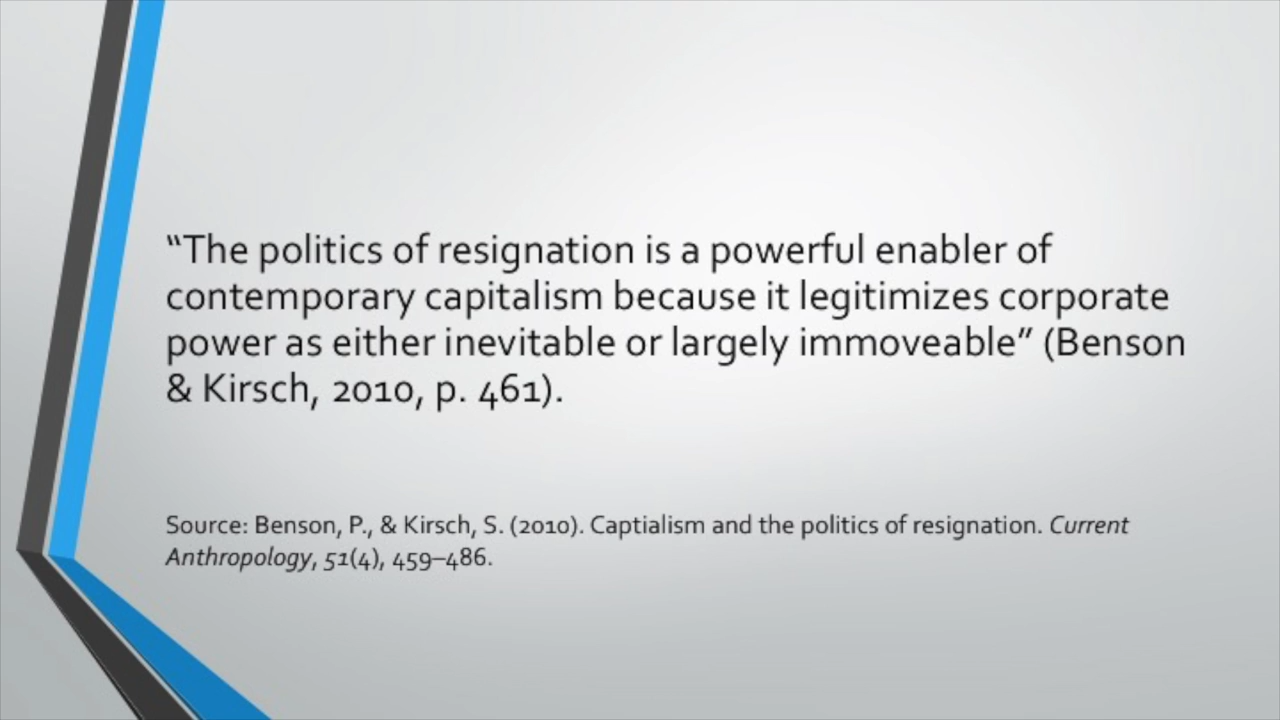 “The politics of resignation is a powerful enabler of
contemporary capitalism because it legitimizes corporate
power as either inevitable or largely immoveable” (Benson
& Kirsch, 2010, p. 461).
Source: Benson, P., & Kirsch, S. (2010). Captialism and the politics of resignation. Current
Anthropology, 51(4), 459–486.